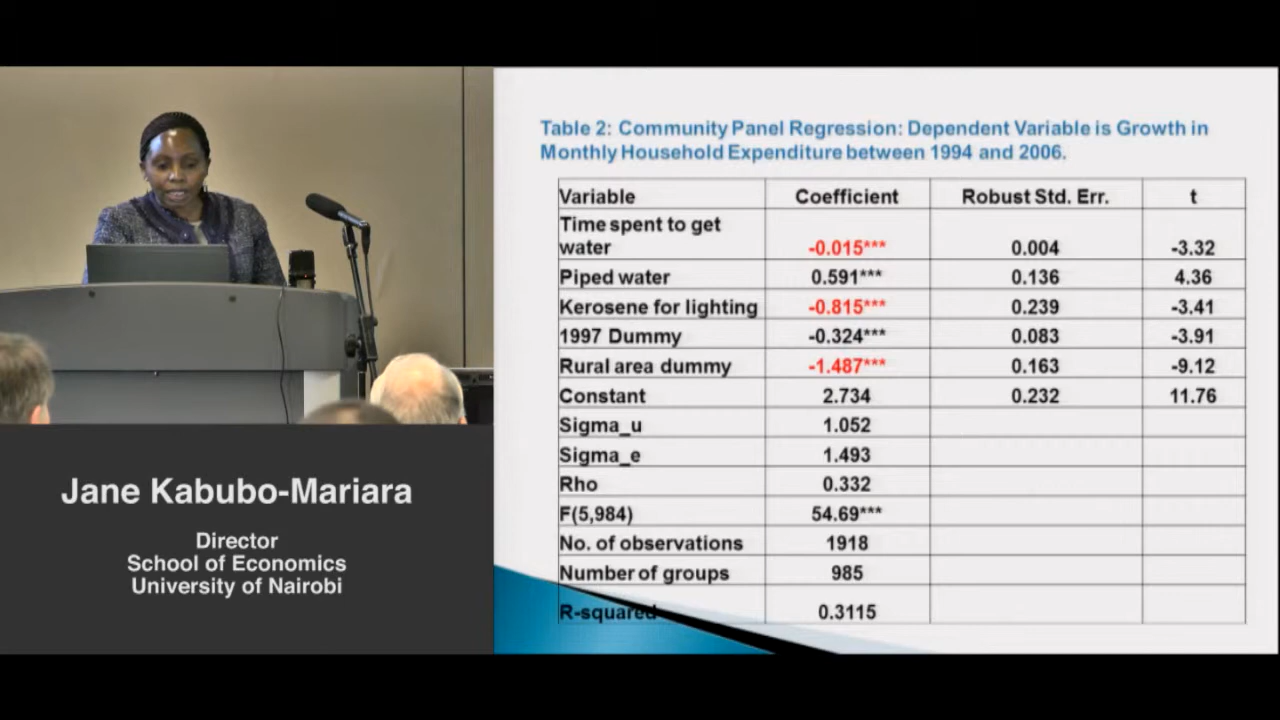 Table 2: Community Panel Regression: Dependent Variable is Growth in
Monthly Household Expenditure between 1994 and 2006.
Variable Coefficient Robust Std. Err. t
Time spent to get
water -0.015*** 0.004 -3.32
Piped water 0.591*** 0.136 4.36
Kerosene for lighting -0.815*** 0.239 -3.41
1997 Dummy -0.324*** 0.083 -3.91
Rural area dummy -1.487*** 0.163 -9.12
Constant 2.734 0.232 11.76
Sigma_u 1.052
Sigma_e 1.493
Rho 0.332
F(5,984) 54.69***
No. of observations 1918
Number of groups 985
R-squared 0.3115
Jane Kabubo-Mariara
Director
School of Economics
University of Nairobi